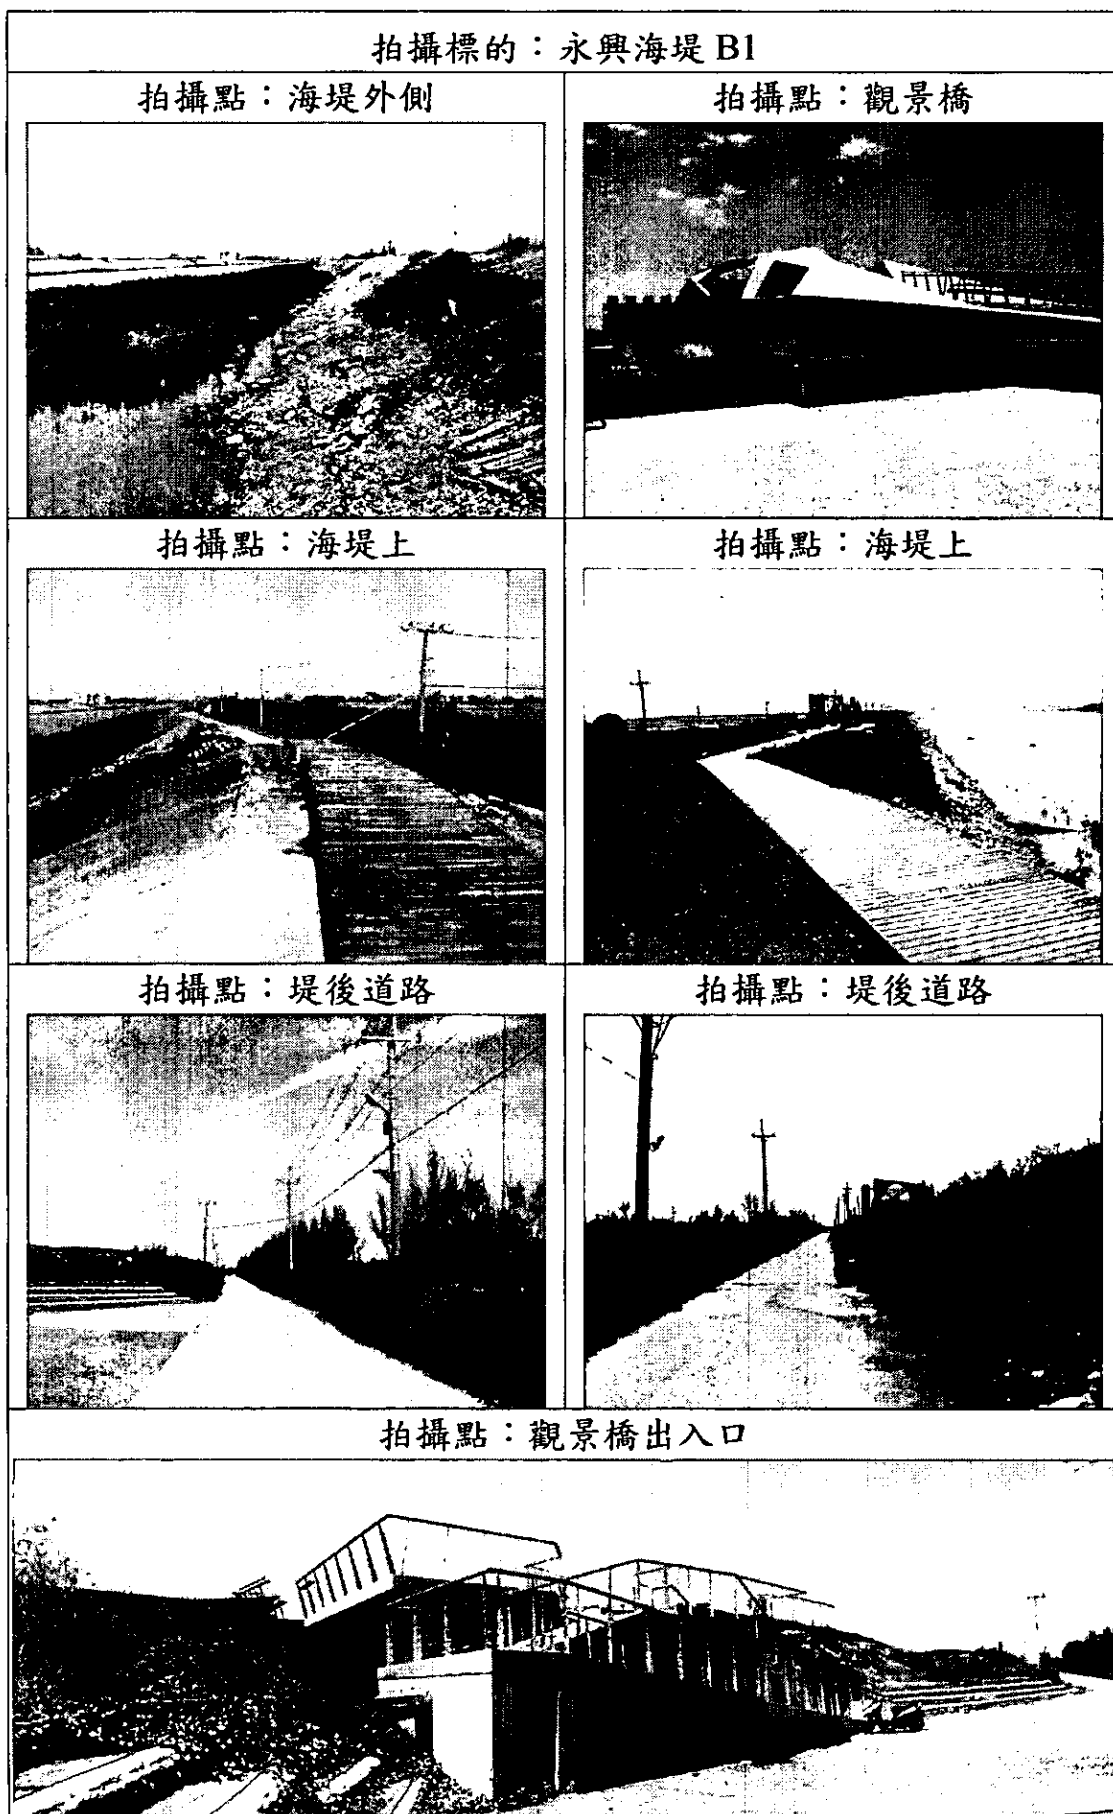 拍攝標的：永興海堤 B1
拍攝點：海堤外側
拍攝點：觀景橋
拍攝點：海堤上
拍攝點：海堤上
拍攝點：堤後道路
拍攝點：堤後道路
拍攝點：觀景橋出入口